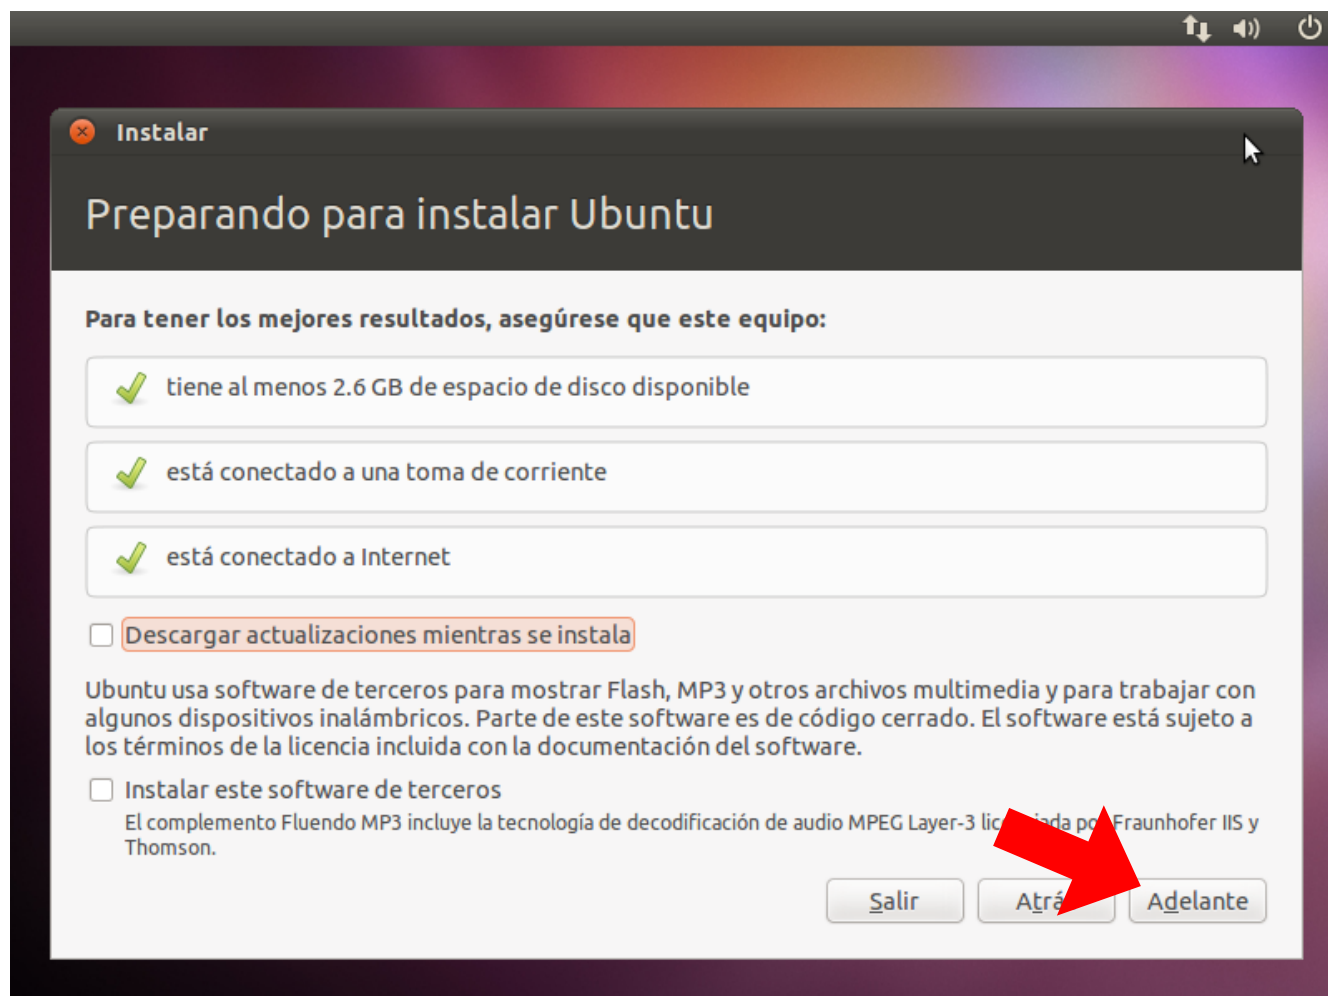 Instalar
Preparando para instalar Ubuntu
Para tener los mejores resultados, asegúrese que este equipo:
tiene al menos 2.6 GB de espacio de disco disponible
está conectado a una toma de corriente
está conectado a Internet
Descargar actualizaciones mientras se instala
Ubuntu usa software de terceros para mostrar Flash, MP3 y otros archivos multimedia y para trabajar con
algunos dispositivos inalámbricos. Parte de este software es de código cerrado. El software está sujeto a
los términos de la licencia incluida con la documentación del software.
Instalar este software de terceros
El complemento Fluendo MP3 incluye la tecnología de decodificación de audio MPEG Layer-3 Fraunhofer IIS y
Thomson.
Salir Adelante